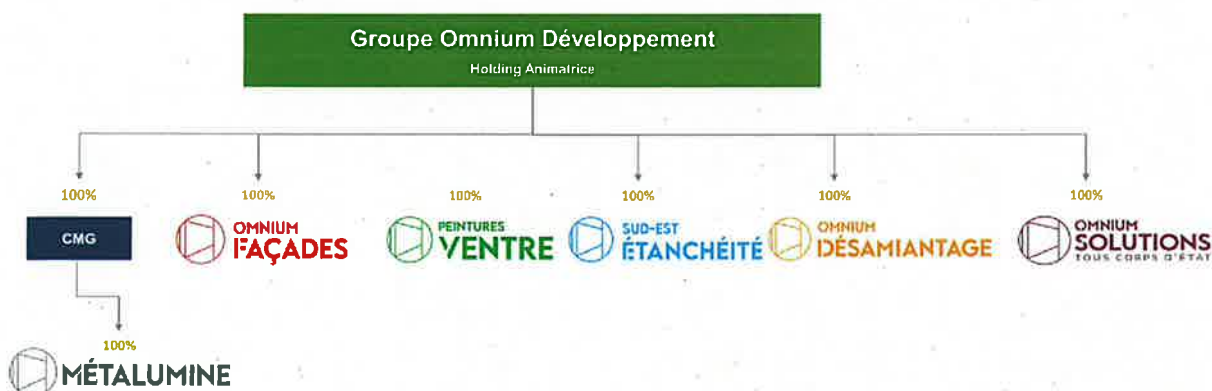 Groupe Omnium Développement
Holding Animatrice
100%
100%
100%
100%
100%
100%
CMG
OMNIUM
FAÇADES
PEINTURES
VENTRE
SUD-EST
ÉTANCHÉITÉ
OMNIUM
DÉSAMIANTAGE
OMNIUM
SOLUTIONS
TOUS CORPS D'ÉTAT
100%
MÉTALUMINE